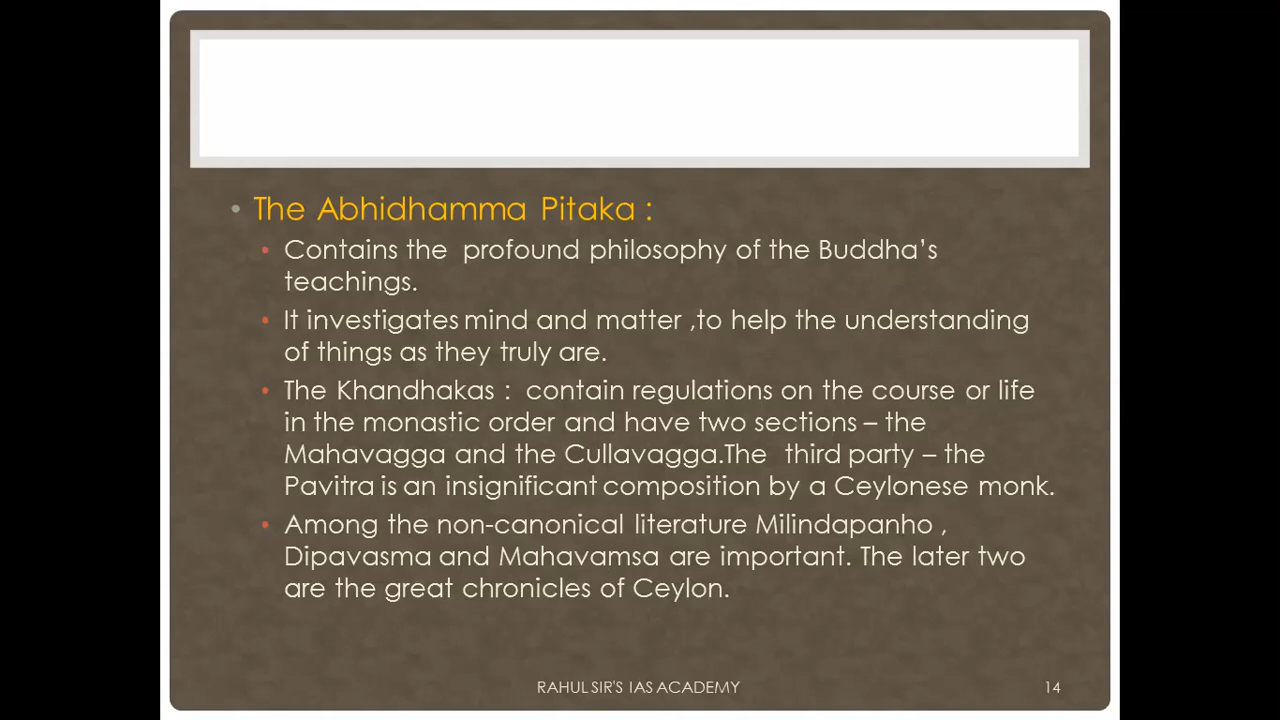 • The Abhidhamma Pitaka :
• Contains the profound philosophy of the Buddha’s
teachings.
• It investigates mind and matter ,to help the understanding
of things as they truly are.
• The Khandhakas : contain regulations on the course or life
in the monastic order and have two sections – the
Mahavagga and the Cullavagga.The third party – the
Pavitra is an insignificant composition by a Ceylonese monk.
• Among the non-canonical literature Milindapanho ,
Dipavasma and Mahavamsa are important. The later two
are the great chronicles of Ceylon.
RAHUL SIR'S IAS ACADEMY
14